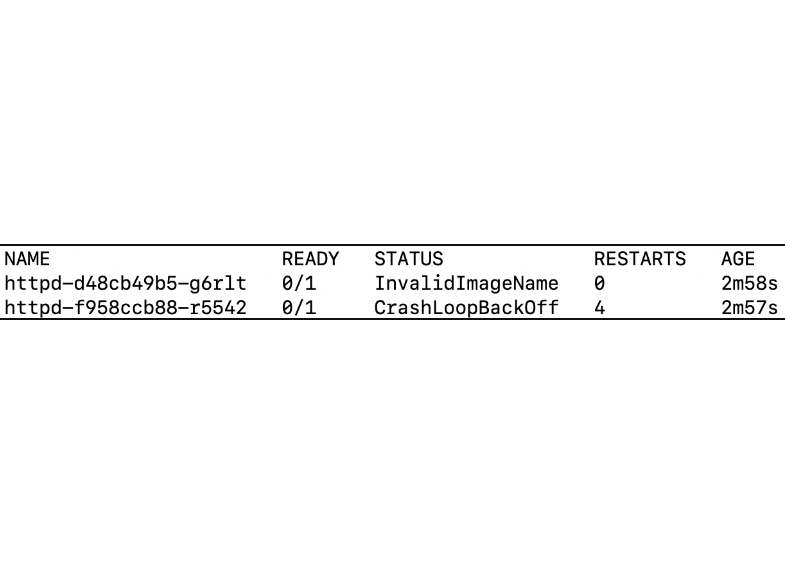 NAME READY STATUS RESTARTS AGE
httpd-d48cb49b5-g6rlt 0/1 InvalidImageName 0 2m58s
httpd-f958ccb88-r5542 0/1 CrashLoopBackOff 4 2m57s